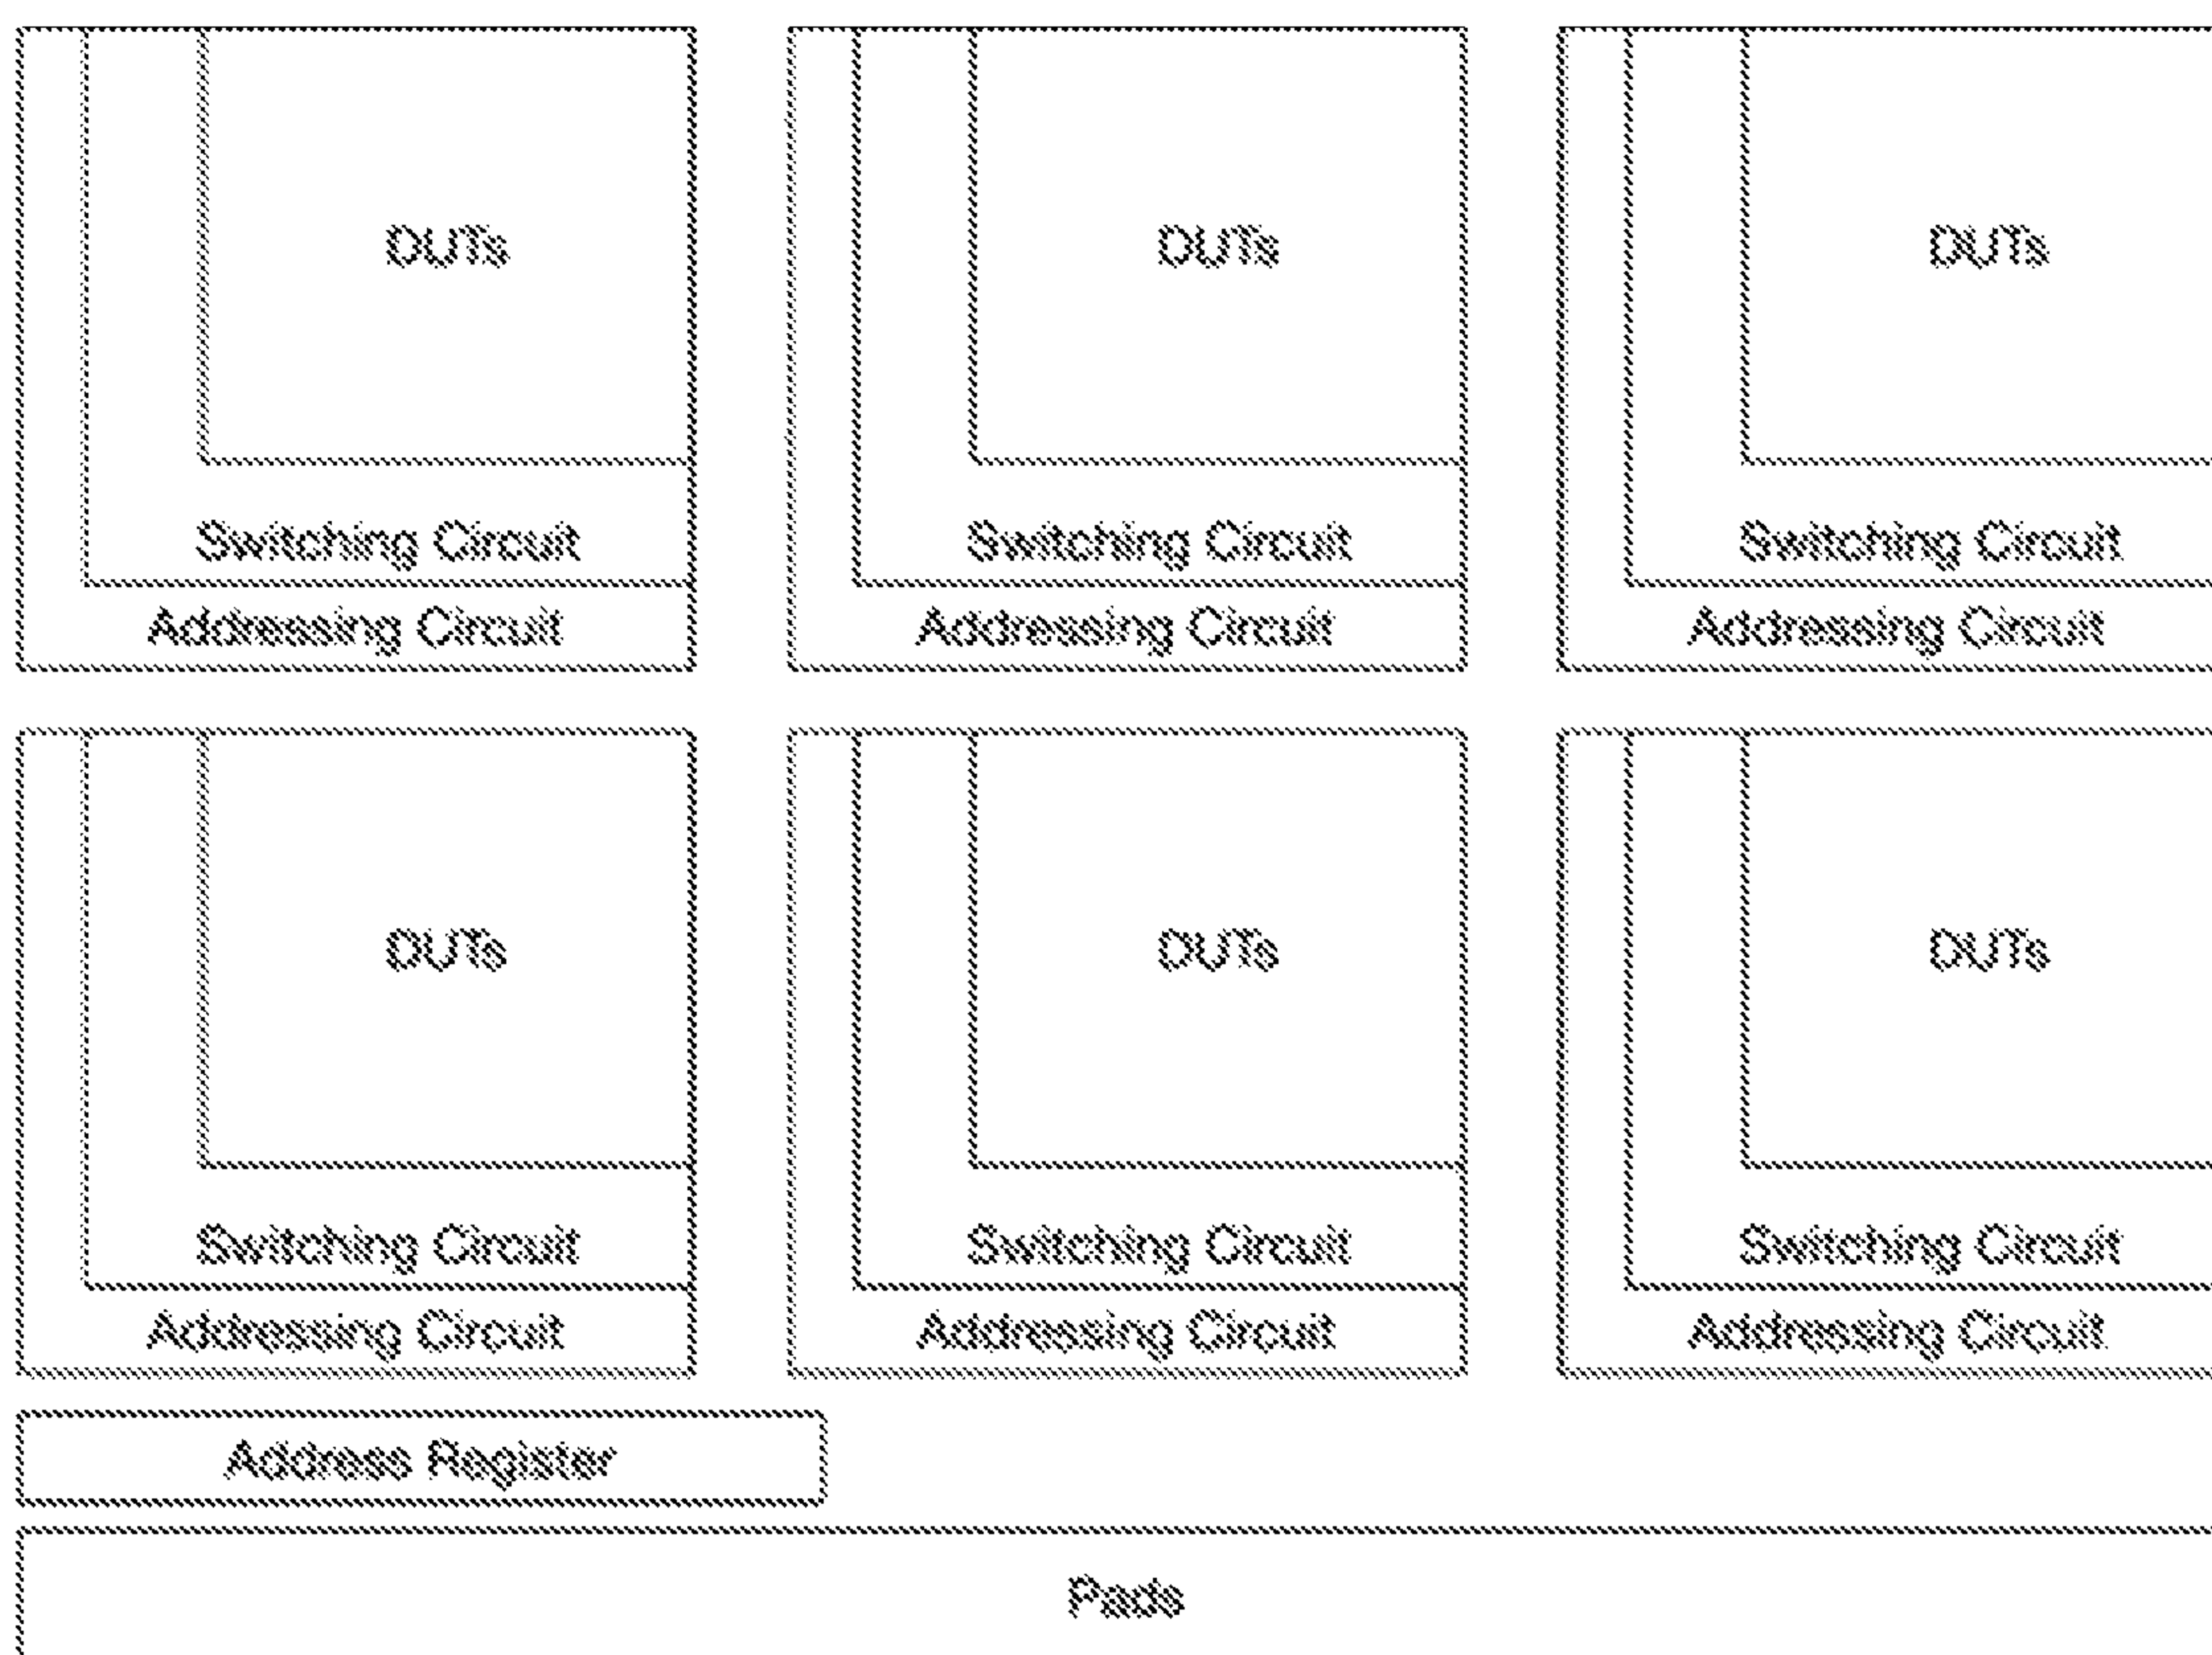 DUTs DUTs DUTs
Switching Circuit Switching Circuit Switching Circuit
Addressing Circuit Addressing Circuit Addressing Circuit
DUTs DUTs DUTs
Switching Circuit Switching Circuit Switching Circuit
Addressing Circuit Addressing Circuit Addressing Circuit
Address Register
Pads